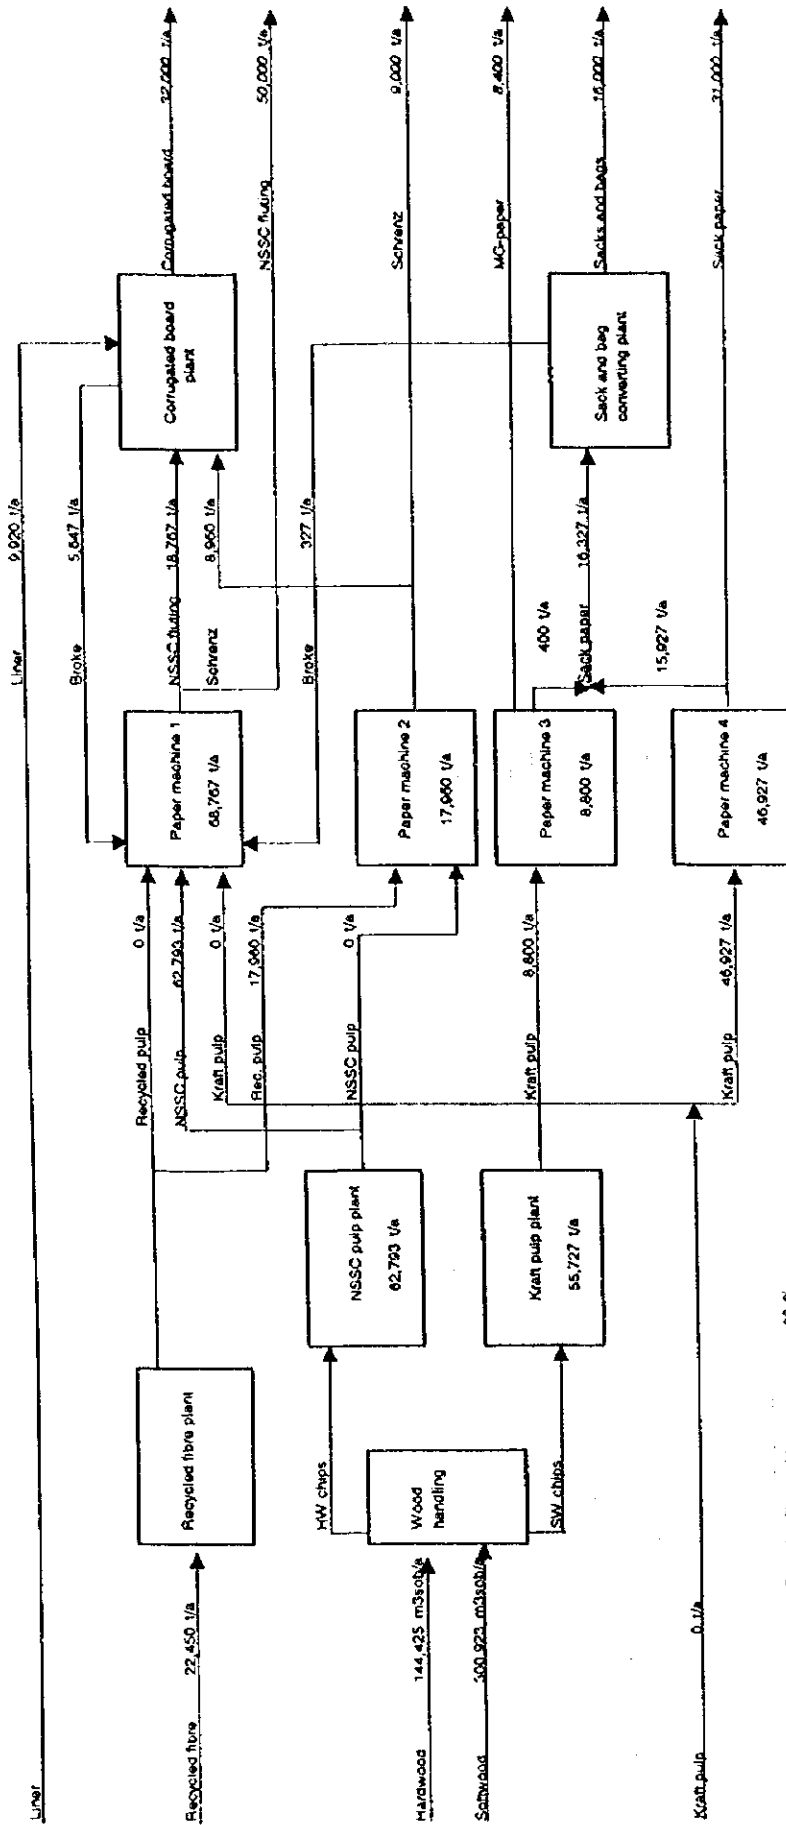 Liner
9,920 t/a
Broke
5,647 t/a
Corrugated board plant
Corrugated board
32,000 t/a
Recycled fibre
22,450 t/a
Recycled fibre plant
Recycled pulp
0 t/a
NSSC pulp
62,793 t/a
Kraft pulp
0 t/a
Rec. pulp
17,960 t/a
Paper machine 1
68,767 t/a
NSSC fluting
18,767 t/a
Schrenz
8,960 t/a
NSSC fluting
50,000 t/a
Broke
327 t/a
Hardwood
144,425 m3sob/a
Softwood
300,923 m3sob/a
Wood handling
HW chips
SW chips
NSSC pulp plant
62,793 t/a
NSSC pulp
0 t/a
Paper machine 2
17,960 t/a
Schrenz
9,000 t/a
Kraft pulp plant
55,727 t/a
Kraft pulp
8,800 t/a
Paper machine 3
8,800 t/a
MG-paper
8,400 t/a
400 t/a
Sack paper
16,327 t/a
Sack and bag converting plant
Sacks and bags
16,000 t/a
15,927 t/a
Kraft pulp
0 t/a
Kraft pulp
46,927 t/a
Paper machine 4
46,927 t/a
Sack paper
31,000 t/a